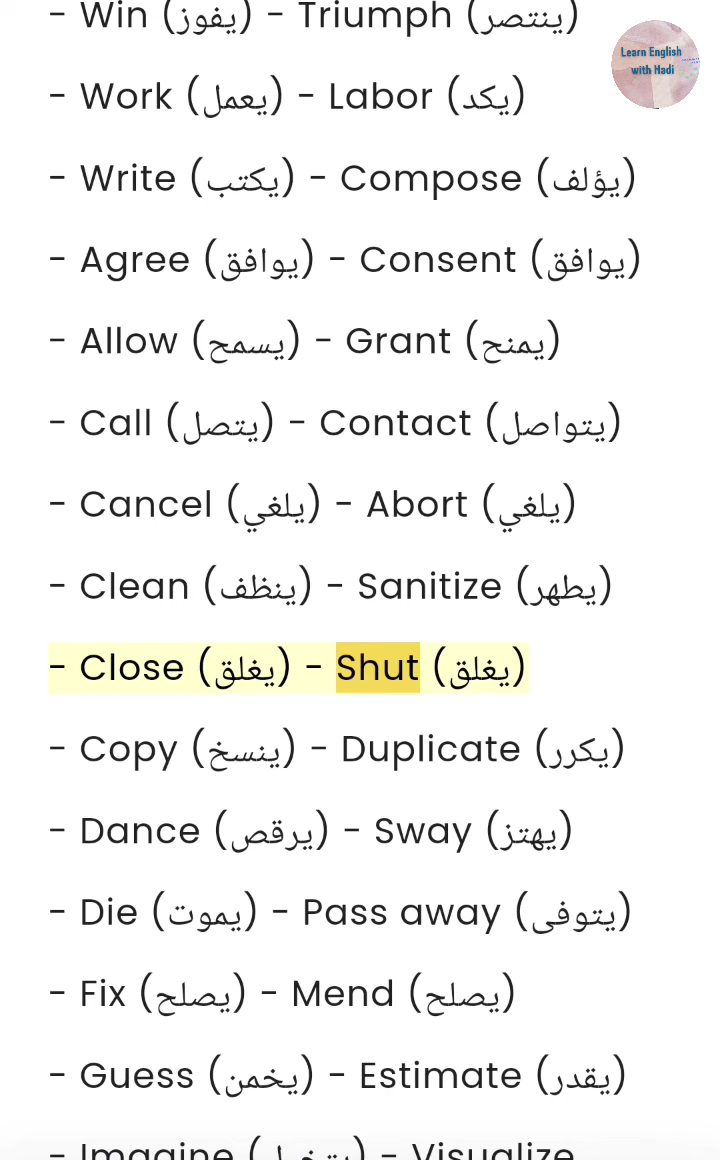 - Win (يفوز) - Triumph (ينتصر)
Learn English
with Hadi
- Work (يعمل) - Labor (يكد)
- Write (يكتب) - Compose (يؤلف)
- Agree (يوافق) - Consent (يوافق)
- Allow (يسمح) - Grant (يمنح)
- Call (يتصل) - Contact (يتواصل)
- Cancel (يلغي) - Abort (يلغي)
- Clean (ينظف) - Sanitize (يطهر)
- Close (يغلق) - Shut (يغلق)
- Copy (ينسخ) - Duplicate (يكرر)
- Dance (يرقص) - Sway (يهتز)
- Die (يموت) - Pass away (يتوفى)
- Fix (يصلح) - Mend (يصلح)
- Guess (يخمن) - Estimate (يقدر)
- Imagine (يتخيل) - Visualize